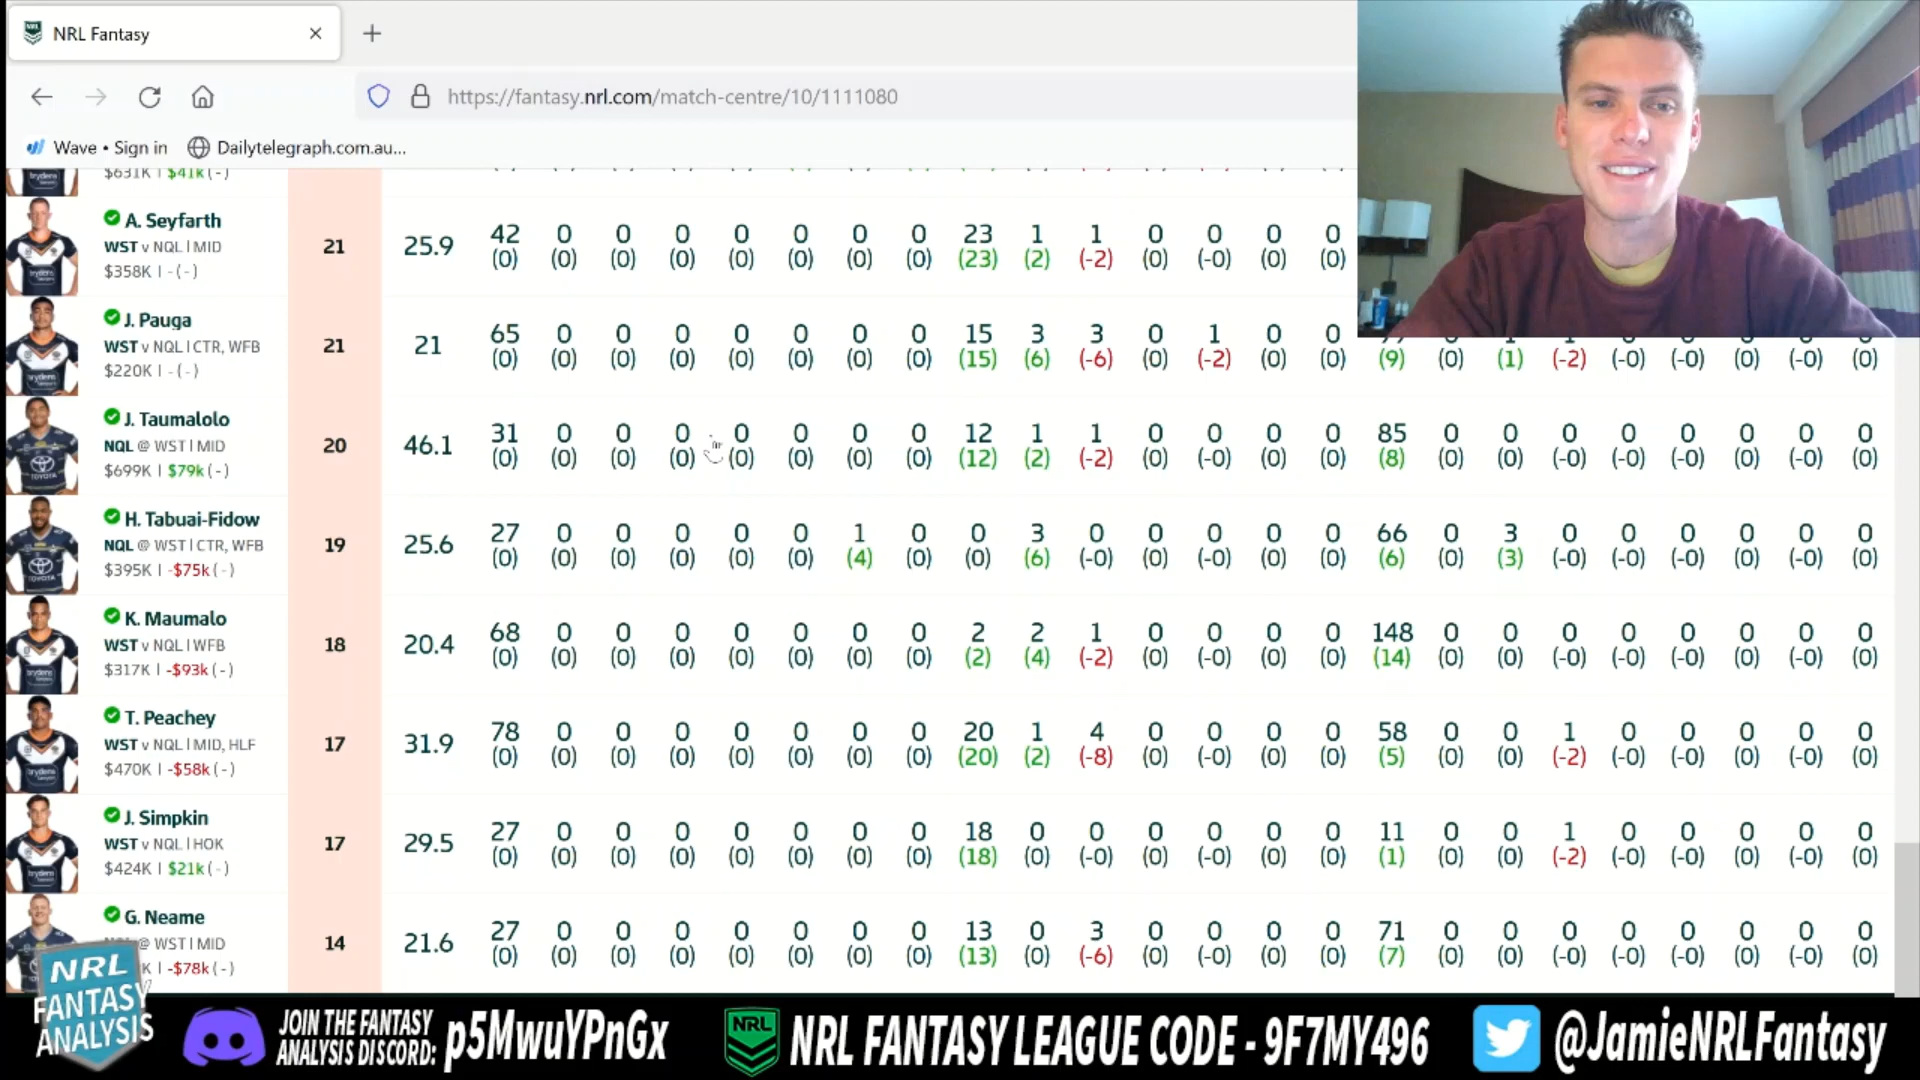 NRL Fantasy
https://fantasy.nrl.com/match-centre/10/1111080
Wave • Sign in Dailytelegraph.com.au...
$631K | $41k (-)
A. Seyfarth
WST v NQL | MID
$358K | - (-)
21 25.9 42 0 0 0 0 0 0 0 23 1 1 0 0 0 0
(0) (0) (0) (0) (0) (0) (0) (0) (23) (2) (-2) (0) (-0) (0) (0)
J. Pauga
WST v NQL | CTR, WFB
$220K | - (-)
21 21 65 0 0 0 0 0 0 0 15 3 3 0 1 0 0
(0) (0) (0) (0) (0) (0) (0) (0) (15) (6) (-6) (0) (-2) (0) (0) (9) (0) (1) (-2) (-0) (-0) (0) (-0) (0)
J. Taumalolo
NQL @ WST | MID
$699K | $79k (-)
20 46.1 31 0 0 0 0 0 0 0 12 1 1 0 0 0 0 85 0 0 0 0 0 0 0 0
(0) (0) (0) (0) (0) (0) (0) (0) (12) (2) (-2) (0) (-0) (0) (0) (8) (0) (0) (-0) (-0) (-0) (0) (-0) (0)
H. Tabuai-Fidow
NQL @ WST | CTR, WFB
$395K | -$75k (-)
19 25.6 27 0 0 0 0 0 1 0 0 3 0 0 0 0 0 66 0 3 0 0 0 0 0 0
(0) (0) (0) (0) (0) (0) (4) (0) (0) (6) (-0) (0) (-0) (0) (0) (6) (0) (3) (-0) (-0) (-0) (0) (-0) (0)
K. Maumalo
WST v NQL | WFB
$317K | -$93k (-)
18 20.4 68 0 0 0 0 0 0 0 2 2 1 0 0 0 0 148 0 0 0 0 0 0 0 0
(0) (0) (0) (0) (0) (0) (0) (0) (2) (4) (-2) (0) (-0) (0) (0) (14) (0) (0) (-0) (-0) (-0) (0) (-0) (0)
T. Peachey
WST v NQL | MID, HLF
$470K | -$58k (-)
17 31.9 78 0 0 0 0 0 0 0 20 1 4 0 0 0 0 58 0 0 1 0 0 0 0 0
(0) (0) (0) (0) (0) (0) (0) (0) (20) (2) (-8) (0) (-0) (0) (0) (5) (0) (0) (-2) (-0) (-0) (0) (-0) (0)
J. Simpkin
WST v NQL | HOK
$424K | $21k (-)
17 29.5 27 0 0 0 0 0 0 0 18 0 0 0 0 0 0 11 0 0 1 0 0 0 0 0
(0) (0) (0) (0) (0) (0) (0) (0) (18) (0) (-0) (0) (-0) (0) (0) (1) (0) (0) (-2) (-0) (-0) (0) (-0) (0)
G. Neame
@ WST | MID
K | -$78k (-)
14 21.6 27 0 0 0 0 0 0 0 13 0 3 0 0 0 0 71 0 0 0 0 0 0 0 0
(0) (0) (0) (0) (0) (0) (0) (0) (13) (0) (-6) (0) (-0) (0) (0) (7) (0) (0) (-0) (-0) (-0) (0) (-0) (0)
NRL
FANTASY
ANALYSIS
JOIN THE FANTASY
ANALYSIS DISCORD: p5MwuYPnGx
NRL
NRL FANTASY LEAGUE CODE - 9F7MY496
@JamieNRLFantasy